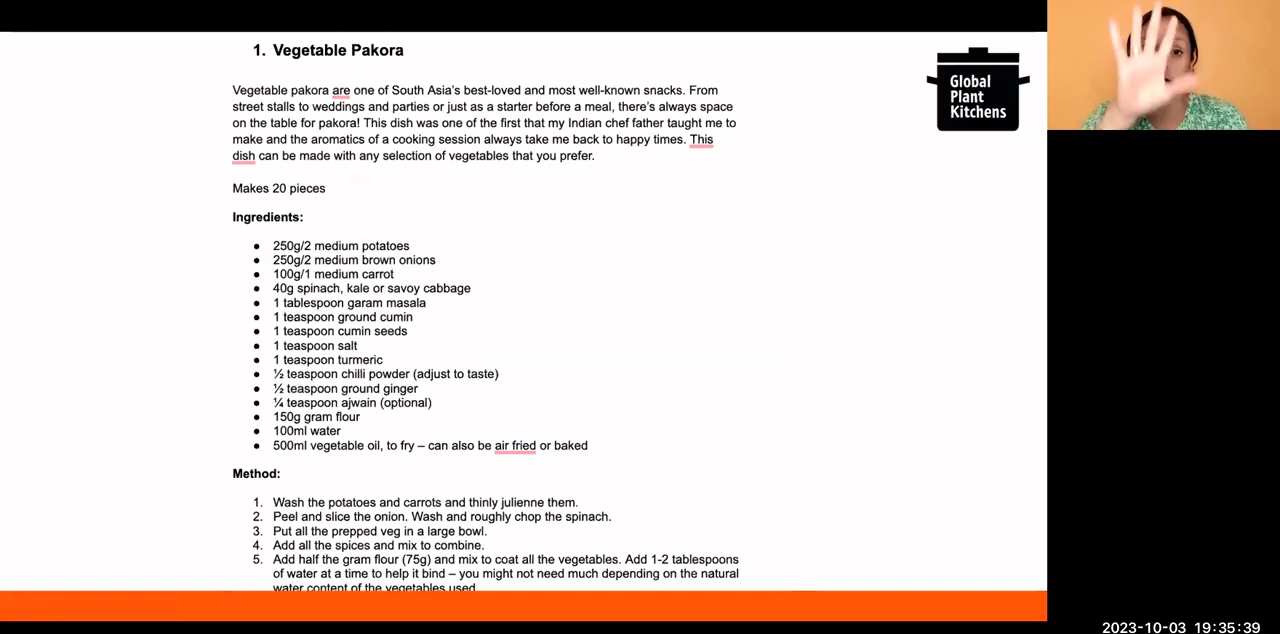 1. Vegetable Pakora
Global
Plant
Kitchens
Vegetable pakora are one of South Asia's best-loved and most well-known snacks. From
street stalls to weddings and parties or just as a starter before a meal, there's always space
on the table for pakora! This dish was one of the first that my Indian chef father taught me to
make and the aromatics of a cooking session always take me back to happy times. This
dish can be made with any selection of vegetables that you prefer.
Makes 20 pieces
Ingredients:
● 250g/2 medium potatoes
● 250g/2 medium brown onions
● 100g/1 medium carrot
● 40g spinach, kale or savoy cabbage
● 1 tablespoon garam masala
● 1 teaspoon ground cumin
● 1 teaspoon cumin seeds
● 1 teaspoon salt
● 1 teaspoon turmeric
● ½ teaspoon chilli powder (adjust to taste)
● ½ teaspoon ground ginger
● ¼ teaspoon ajwain (optional)
● 150g gram flour
● 100ml water
● 500ml vegetable oil, to fry – can also be air fried or baked
Method:
1. Wash the potatoes and carrots and thinly julienne them.
2. Peel and slice the onion. Wash and roughly chop the spinach.
3. Put all the prepped veg in a large bowl.
4. Add all the spices and mix to combine.
5. Add half the gram flour (75g) and mix to coat all the vegetables. Add 1-2 tablespoons
of water at a time to help it bind – you might not need much depending on the natural
water content of the vegetables used
2023-10-03 19:35:39